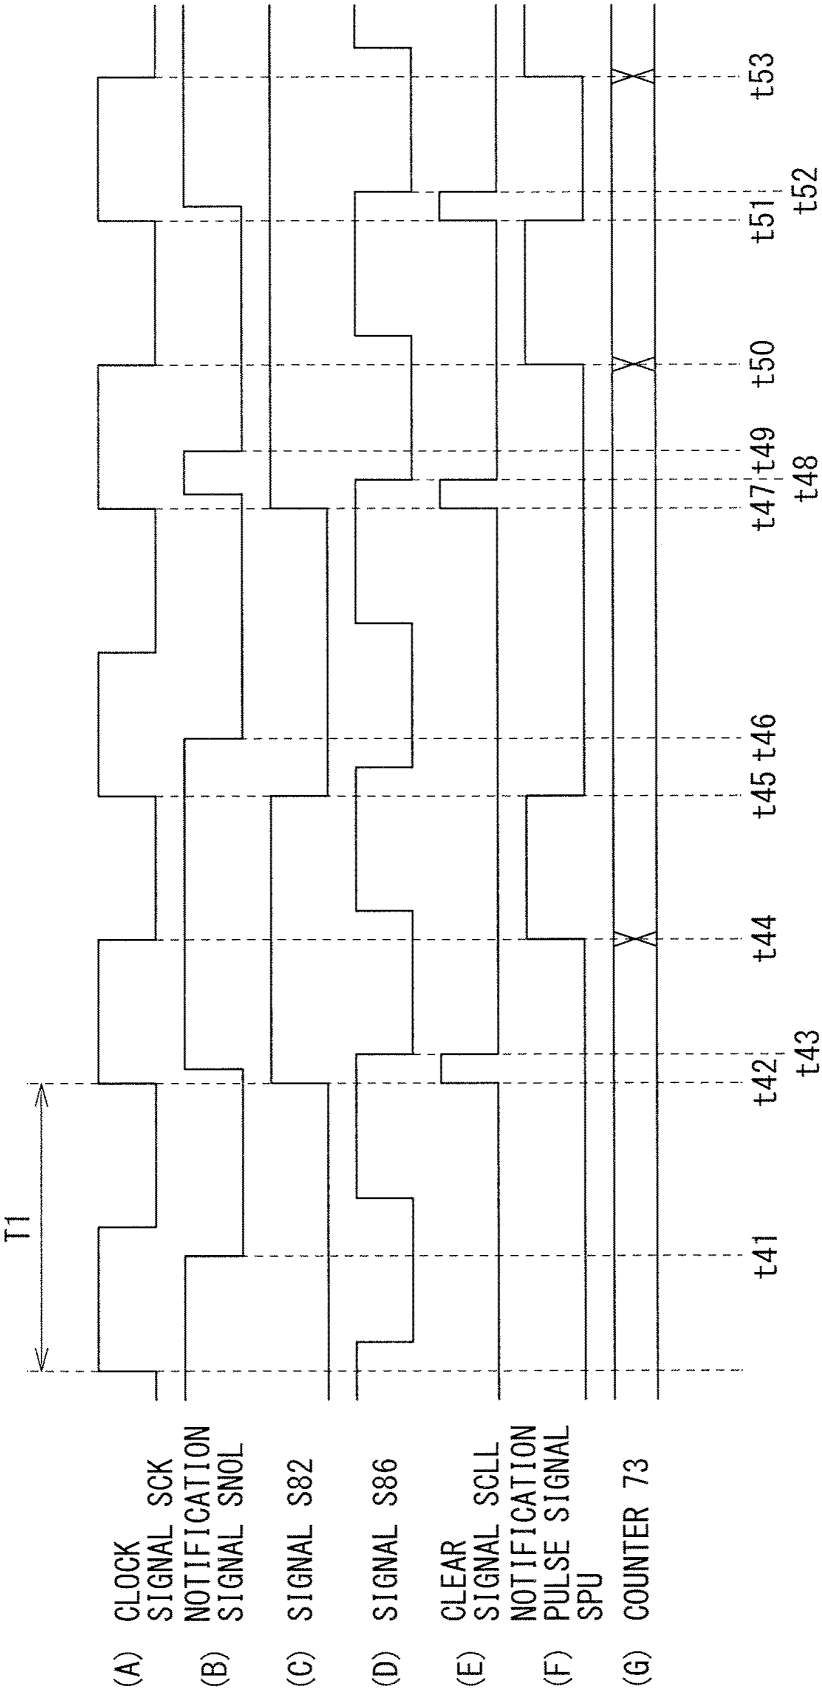 T1
(A) CLOCK
SIGNAL SCK
(B) NOTIFICATION
SIGNAL SNOL
(C) SIGNAL S82
(D) SIGNAL S86
(E) CLEAR
SIGNAL SCLL
(F) NOTIFICATION
PULSE SIGNAL
SPU
(G) COUNTER 73
t41
t42
t43
t44
t45
t46
t47
t48
t49
t50
t51
t52
t53